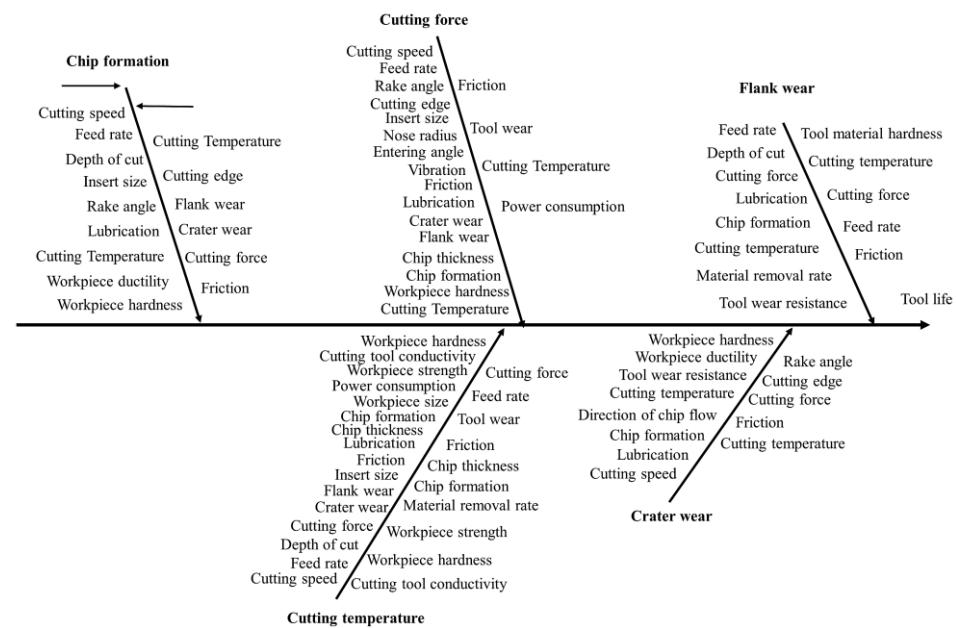 Chip formation
Cutting speed
Feed rate
Depth of cut
Insert size
Rake angle
Lubrication
Cutting Temperature
Workpiece ductility
Workpiece hardness
Cutting Temperature
Cutting edge
Flank wear
Crater wear
Cutting force
Friction
Cutting force
Cutting speed
Feed rate
Rake angle
Cutting edge
Insert size
Nose radius
Entering angle
Vibration
Friction
Lubrication
Crater wear
Flank wear
Chip thickness
Chip formation
Workpiece hardness
Cutting Temperature
Friction
Tool wear
Cutting Temperature
Power consumption
Flank wear
Feed rate
Depth of cut
Cutting force
Lubrication
Chip formation
Cutting temperature
Material removal rate
Tool wear resistance
Tool material hardness
Cutting temperature
Cutting force
Feed rate
Friction
Tool life
Workpiece hardness
Cutting tool conductivity
Workpiece strength
Power consumption
Workpiece size
Chip formation
Chip thickness
Lubrication
Friction
Insert size
Flank wear
Crater wear
Cutting force
Depth of cut
Feed rate
Cutting speed
Cutting force
Feed rate
Tool wear
Friction
Chip thickness
Chip formation
Material removal rate
Workpiece strength
Workpiece hardness
Cutting tool conductivity
Cutting temperature
Workpiece hardness
Workpiece ductility
Tool wear resistance
Cutting temperature
Direction of chip flow
Chip formation
Lubrication
Cutting speed
Rake angle
Cutting edge
Cutting force
Friction
Cutting temperature
Crater wear